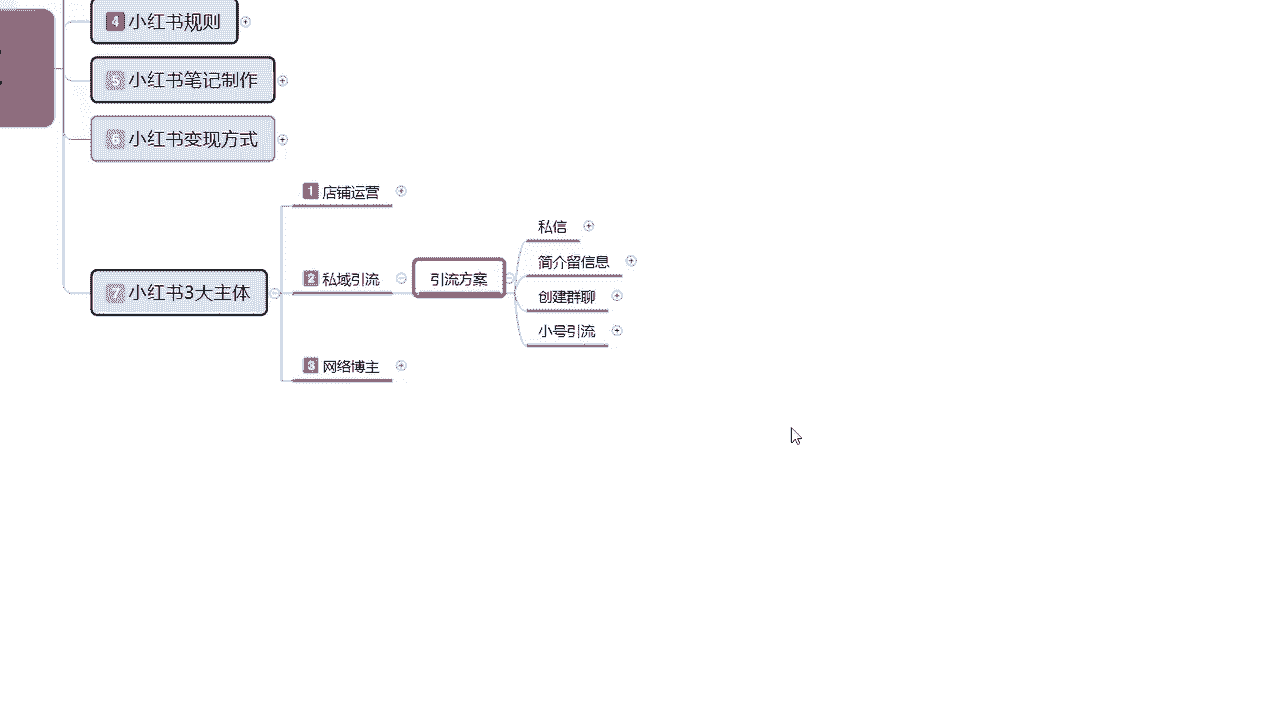 4 小红书规则
5 小红书笔记制作
6 小红书变现方式
7 小红书3大主体
1 店铺运营
2 私域引流
引流方案
私信
简介留信息
创建群聊
小号引流
3 网络博主